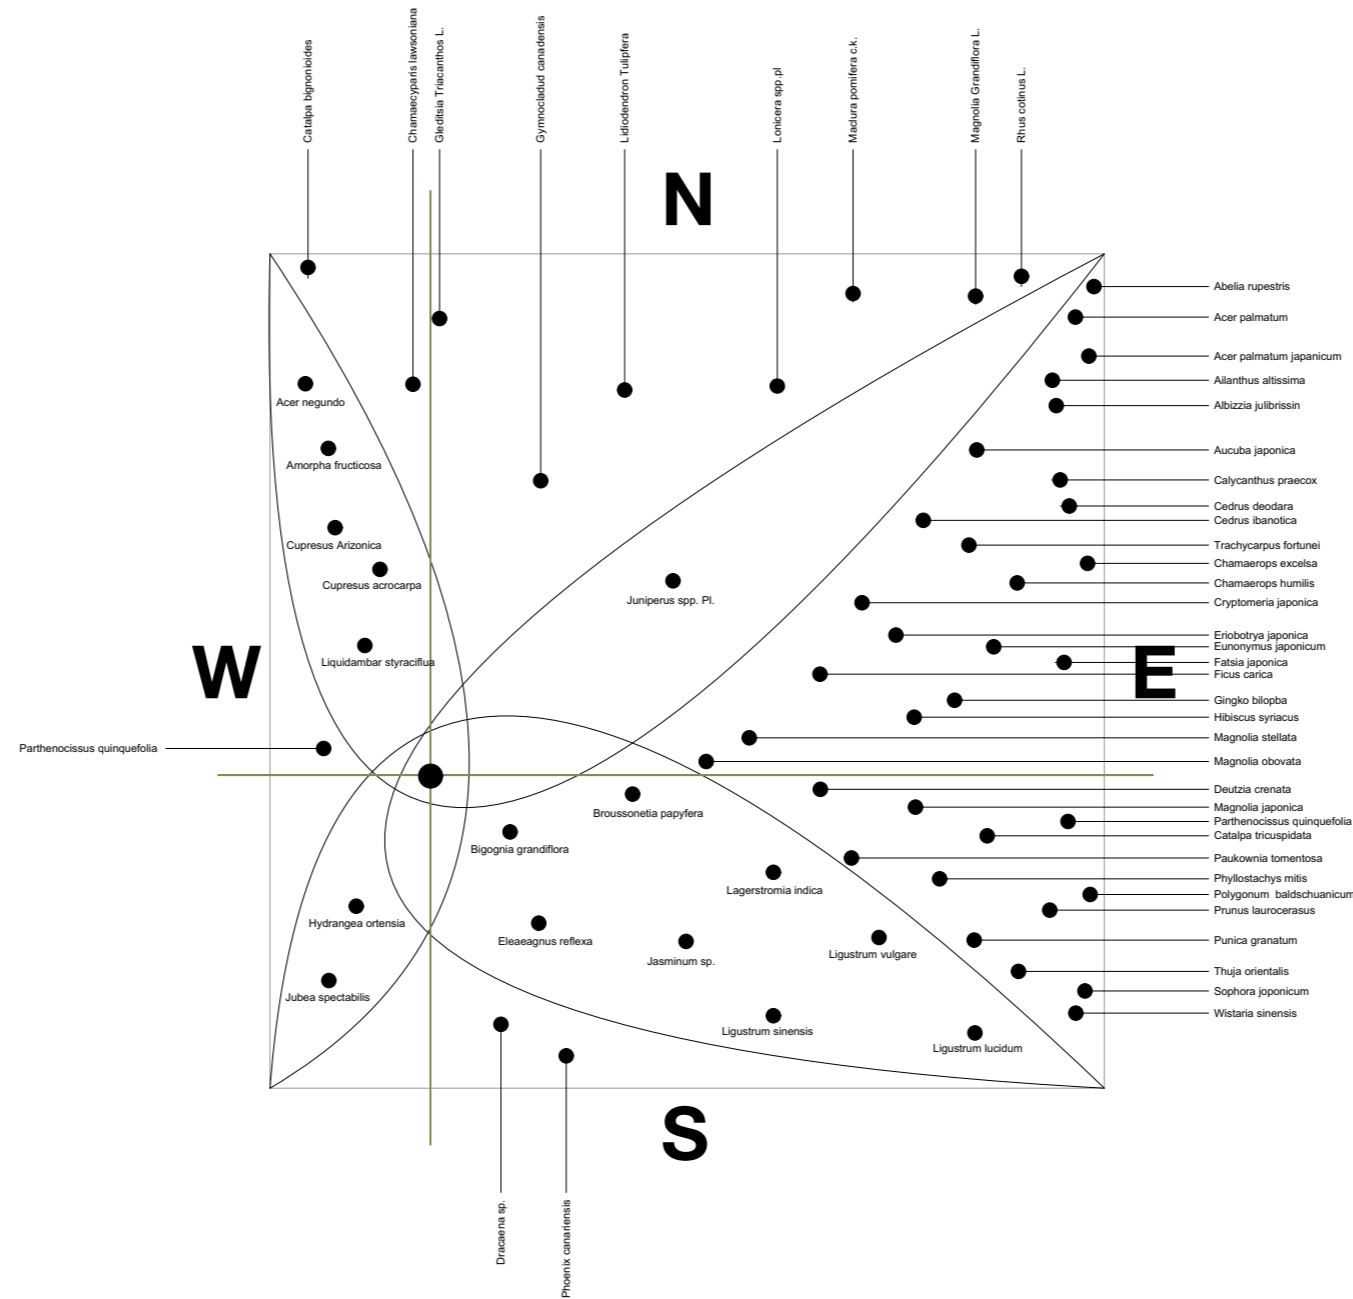 Catalpa bignonioides
Chamaecyparis lawsoniana
Gleditsia Triacanthos L.
Gymnocladud canadensis
Lidiodendron Tulipfera
Lonicera spp.pl
Maclura pomifera c.k.
Magnolia Grandiflora L.
Rhus cotinus L.
N
Abelia rupestris
Acer palmatum
Acer palmatum japanicum
Ailanthus altissima
Albizzia julibrissin
Aucuba japonica
Calycanthus praecox
Cedrus deodara
Cedrus ibanotica
Trachycarpus fortunei
Chamaerops excelsa
Chamaerops humilis
Cryptomeria japonica
Eriobotrya japonica
Eunonymus japonicum
Fatsia japonica
Ficus carica
E
Gingko bilopba
Hibiscus syriacus
Magnolia stellata
Magnolia obovata
Deutzia crenata
Magnolia japonica
Parthenocissus quinquefolia
Catalpa tricuspidata
Paukownia tomentosa
Phyllostachys mitis
Polygonum baldschuanicum
Prunus laurocerasus
Punica granatum
Thuja orientalis
Sophora joponicum
Wistaria sinensis
Acer negundo
Amorpha fructicosa
Cupresus Arizonica
Cupresus acrocarpa
Liquidambar styraciflua
W
Parthenocissus quinquefolia
Juniperus spp. Pl.
Broussonetia papyfera
Bigognia grandiflora
Lagerstromia indica
Hydrangea ortensia
Eleaeagnus reflexa
Jasminum sp.
Ligustrum vulgare
Jubea spectabilis
Ligustrum sinensis
Ligustrum lucidum
S
Dracaena sp.
Phoenix canariensis